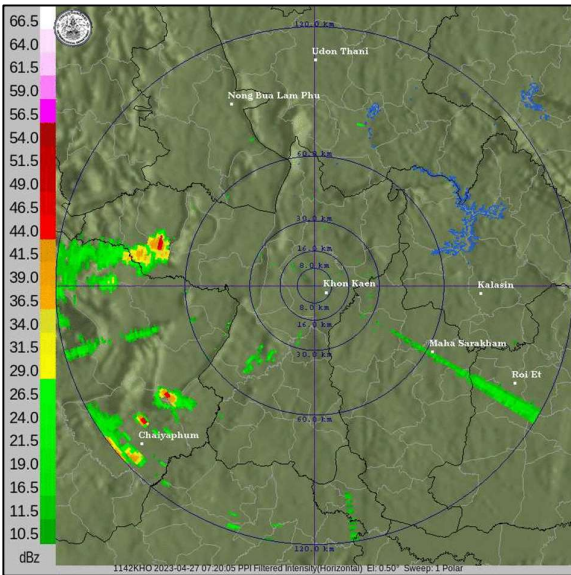 66.5
64.0
61.5
59.0
56.5
54.0
51.5
49.0
46.5
44.0
41.5
39.0
36.5
34.0
31.5
29.0
26.5
24.0
21.5
19.0
16.5
14.0
11.5
10.5
dBz
120.0 km
Udon Thani
Nong Bua Lam Phu
60.0 km
30.0 km
16.0 km
8.0 km
Khon Kaen
Kalasin
8.0 km
16.0 km
30.0 km
Maha Sarakham
Roi Et
60.0 km
Chaiyaphum
120.0 km
1142KHO 2023-04-27 07:20:05 PPI Filtered Intensity(Horizontal) El: 0.50° Sweep: 1 Polar